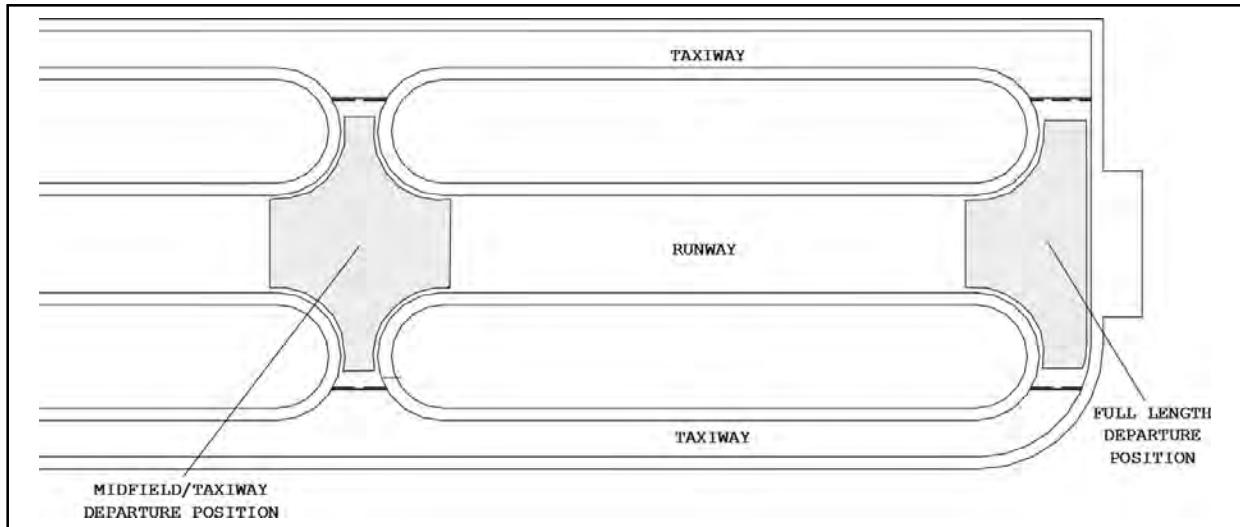 TAXIWAY
RUNWAY
TAXIWAY
FULL LENGTH
DEPARTURE
POSITION
MIDFIELD/TAXIWAY
DEPARTURE POSITION